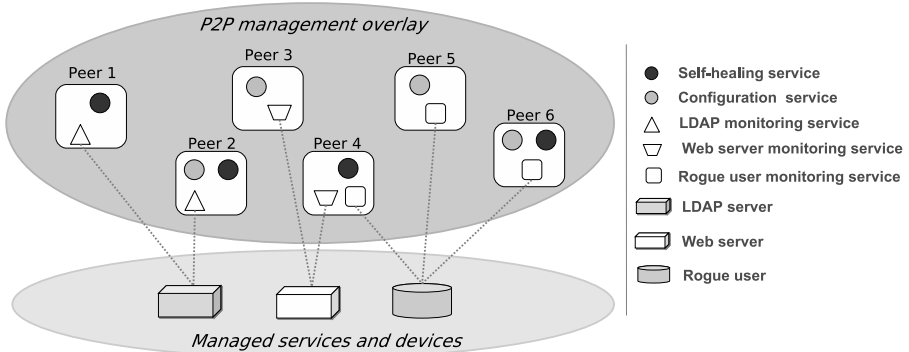 P2P management overlay
Peer 1
Peer 3
Peer 5
Peer 6
Peer 2
Peer 4
Managed services and devices
Self-healing service
Configuration service
LDAP monitoring service
Web server monitoring service
Rogue user monitoring service
LDAP server
Web server
Rogue user